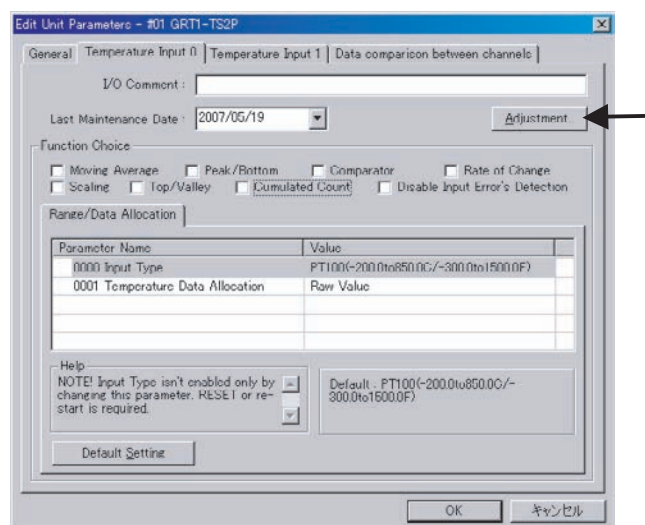 Edit Unit Parameters - #01 GRT1-TS2P
General Temperature Input 0 Temperature Input 1 Data comparison between channels
I/O Comment :
Last Maintenance Date : 2007/05/19 Adjustment...
Function Choice
Moving Average Peak/Bottom Comparator Rate of Change
Scaling Top/Valley Cumulated Count Disable Input Error's Detection
Range/Data Allocation
Parameter Name Value
0000 Input Type PT100(-200.0to850.0C/-300.0to1500.0F)
0001 Temperature Data Allocation Raw Value
Help
NOTE! Input Type isn't enabled only by
changing this parameter. RESET or re-
start is required.
Default : PT100(-200.0to850.0C/-
300.0to1500.0F)
Default Setting
OK キャンセル